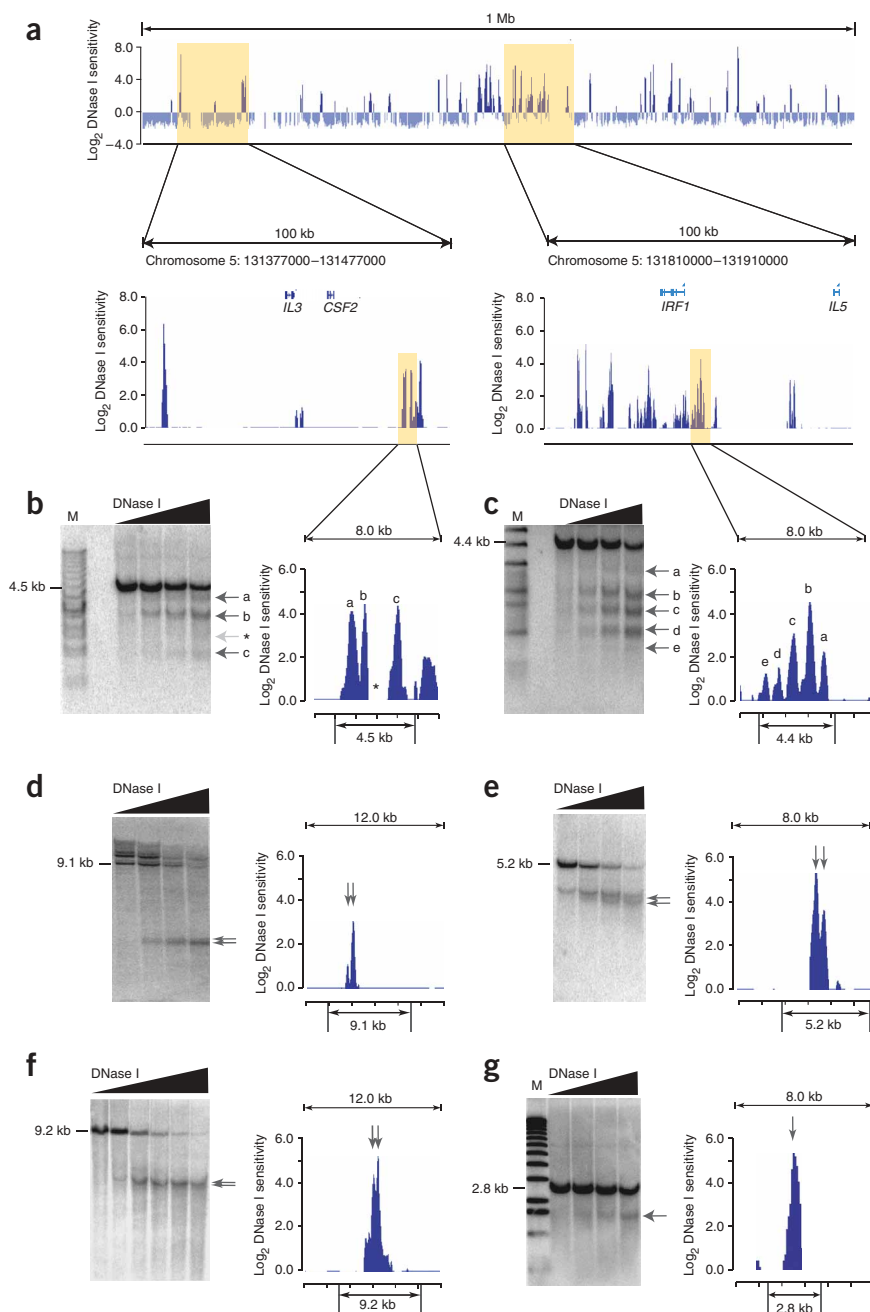 a
1 Mb
Log2 DNase I sensitivity
8.0
4.0
0.0
−4.0
100 kb
Chromosome 5: 131377000–131477000
100 kb
Chromosome 5: 131810000–131910000
Log2 DNase I sensitivity
8.0
6.0
4.0
2.0
0.0
IL3
CSF2
Log2 DNase I sensitivity
8.0
6.0
4.0
2.0
0.0
IRF1
IL5
b
M
DNase I
4.5 kb
a
b
*
c
8.0 kb
Log2 DNase I sensitivity
6.0
4.0
2.0
0.0
a
b
c
*
4.5 kb
c
M
DNase I
4.4 kb
a
b
c
d
e
8.0 kb
Log2 DNase I sensitivity
6.0
4.0
2.0
0.0
e
d
c
b
a
4.4 kb
d
DNase I
9.1 kb
12.0 kb
Log2 DNase I sensitivity
6.0
4.0
2.0
0.0
9.1 kb
e
DNase I
5.2 kb
8.0 kb
Log2 DNase I sensitivity
6.0
4.0
2.0
0.0
5.2 kb
f
DNase I
9.2 kb
12.0 kb
Log2 DNase I sensitivity
6.0
4.0
2.0
0.0
9.2 kb
g
M
DNase I
2.8 kb
8.0 kb
Log2 DNase I sensitivity
6.0
4.0
2.0
0.0
2.8 kb